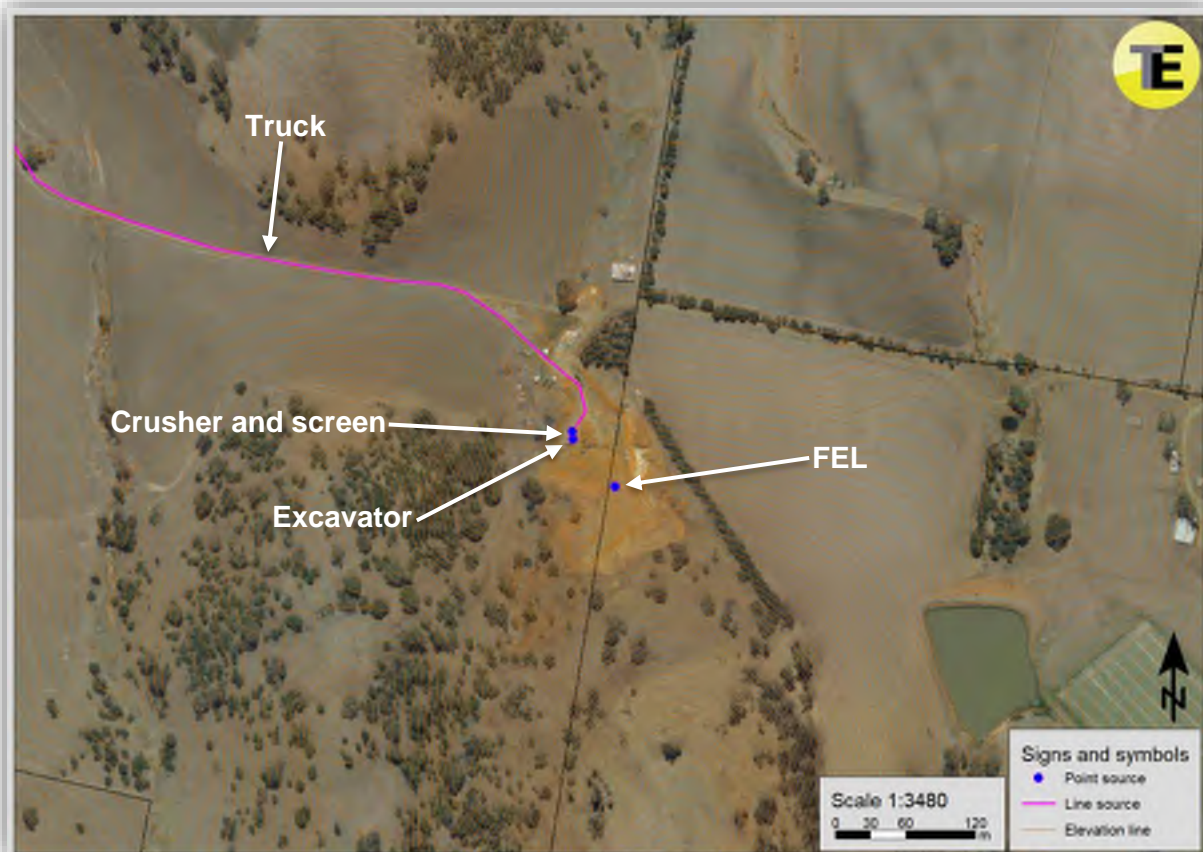 TE
Truck
Crusher and screen
FEL
Excavator
N
Signs and symbols
Point source
Line source
Elevation line
Scale 1:3480
0 30 60 120
m